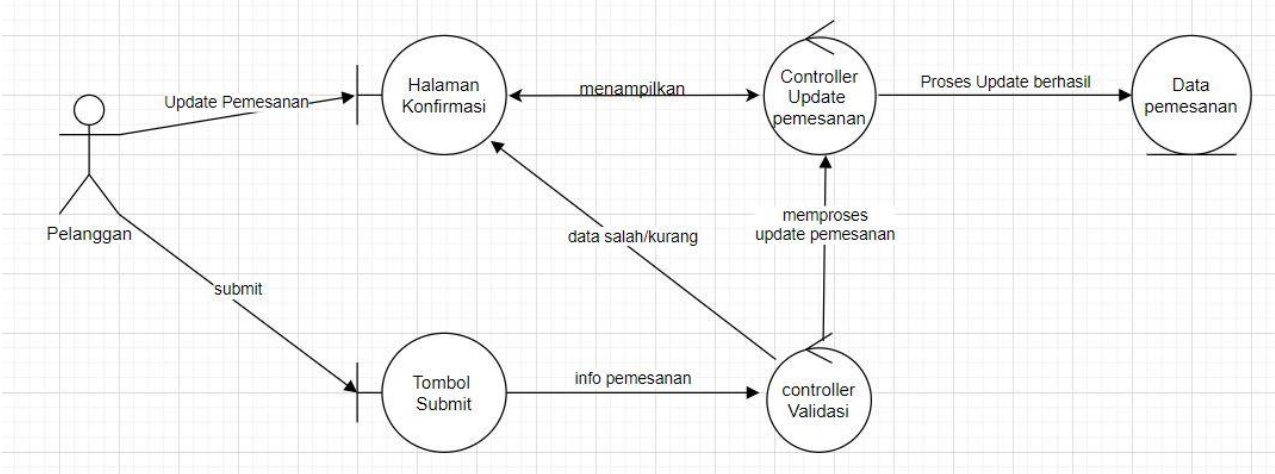 Halaman
Konfirmasi
Controller
Update
pemesanan
Data
pemesanan
Update Pemesanan
menampilkan
Proses Update berhasil
Pelanggan
data salah/kurang
memproses
update pemesanan
submit
Tombol
Submit
info pemesanan
controller
Validasi